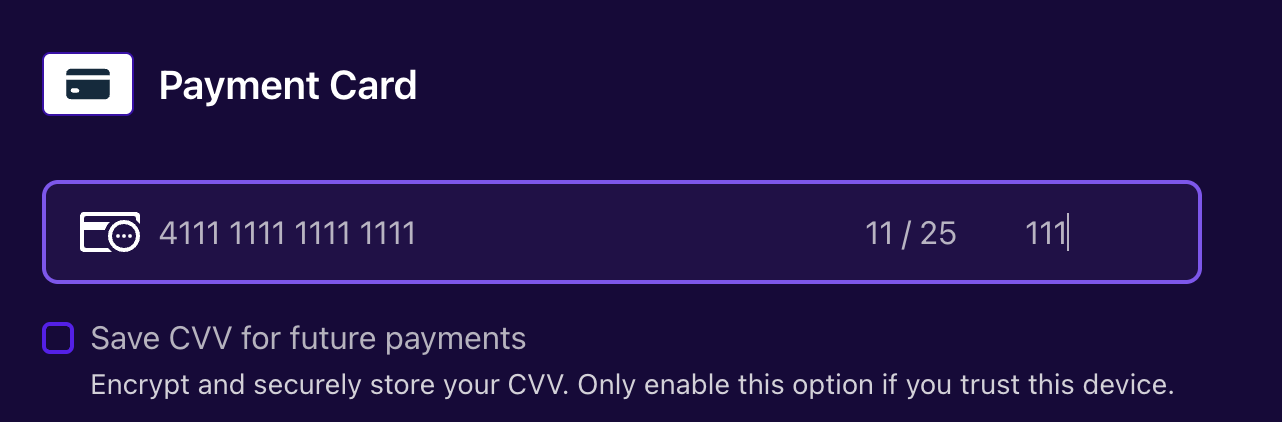 Payment Card
4111 1111 1111 1111 11 / 25 111
Save CVV for future payments
Encrypt and securely store your CVV. Only enable this option if you trust this device.